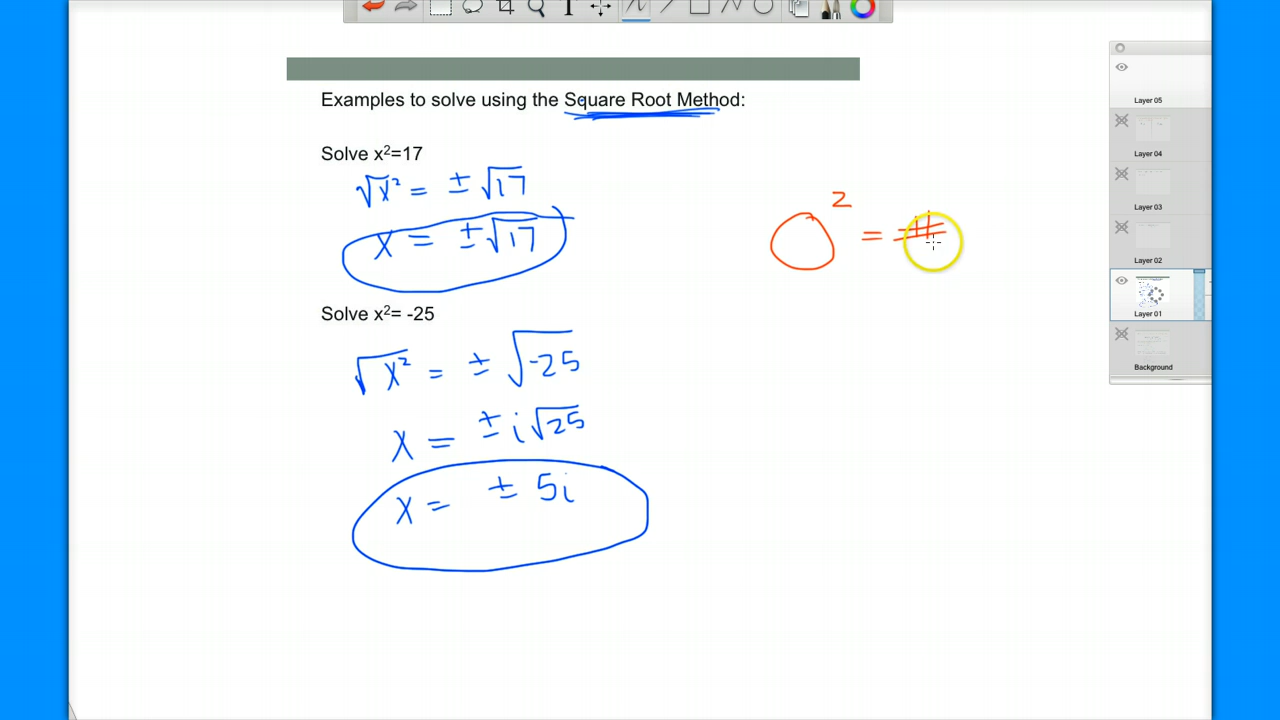 Examples to solve using the Square Root Method:
Solve x²=17
√x² = ± √17
x = ±√17
Solve x²= -25
√x² = ± √-25
x = ± i√25
x = ± 5i
○² = #
Layer 05
Layer 04
Layer 03
Layer 02
Layer 01
Background